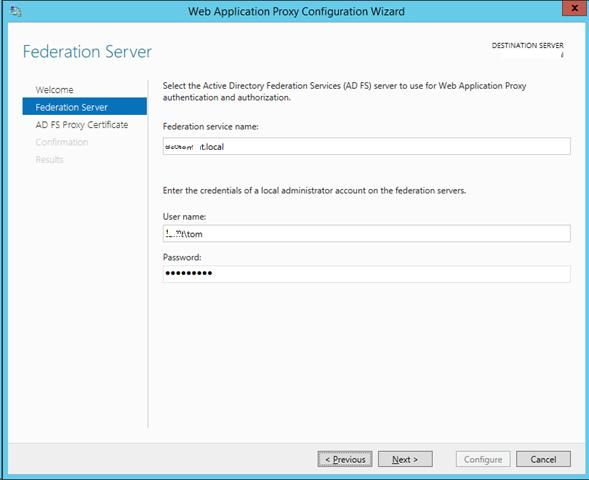 Web Application Proxy Configuration Wizard
x
Federation Server
DESTINATION SERVER
Welcome
Federation Server
AD FS Proxy Certificate
Confirmation
Results
Select the Active Directory Federation Services (AD FS) server to use for Web Application Proxy
authentication and authorization.
Federation service name:
t.local
Enter the credentials of a local administrator account on the federation servers.
User name:
t\tom
Password:
●●●●●●●●●
< Previous
Next >
Configure
Cancel